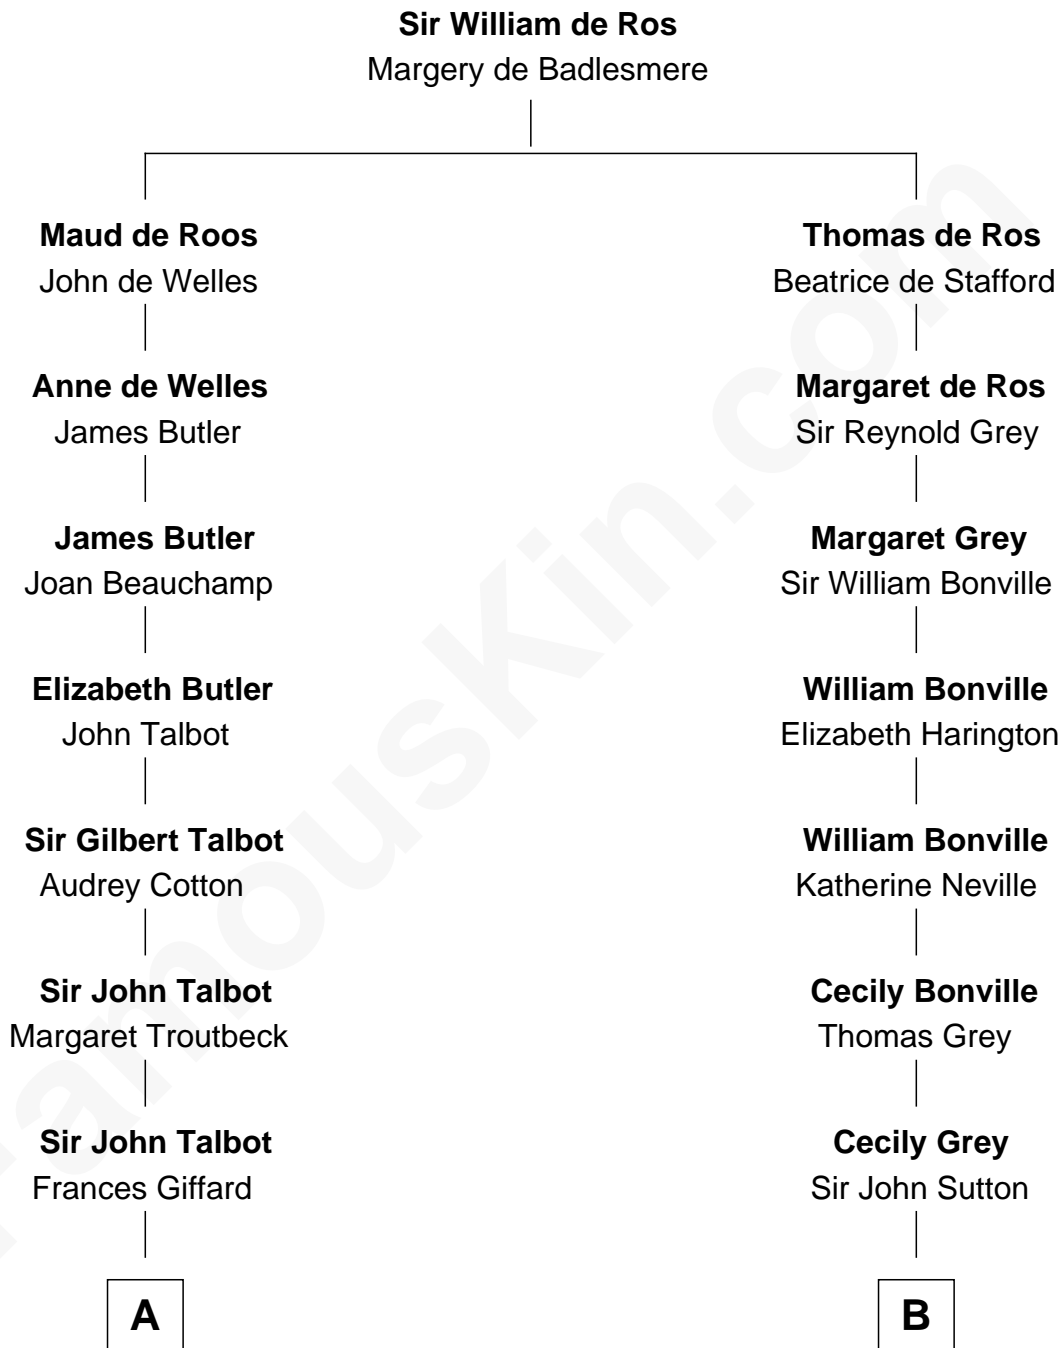 Sir William de Ros
Margery de Badlesmere
Maud de Roos
John de Welles
Thomas de Ros
Beatrice de Stafford
Anne de Welles
James Butler
Margaret de Ros
Sir Reynold Grey
James Butler
Joan Beauchamp
Margaret Grey
Sir William Bonville
Elizabeth Butler
John Talbot
William Bonville
Elizabeth Harington
Sir Gilbert Talbot
Audrey Cotton
William Bonville
Katherine Neville
Sir John Talbot
Margaret Troutbeck
Cecily Bonville
Thomas Grey
Sir John Talbot
Frances Giffard
Cecily Grey
Sir John Sutton
A
B
FamousKin.com